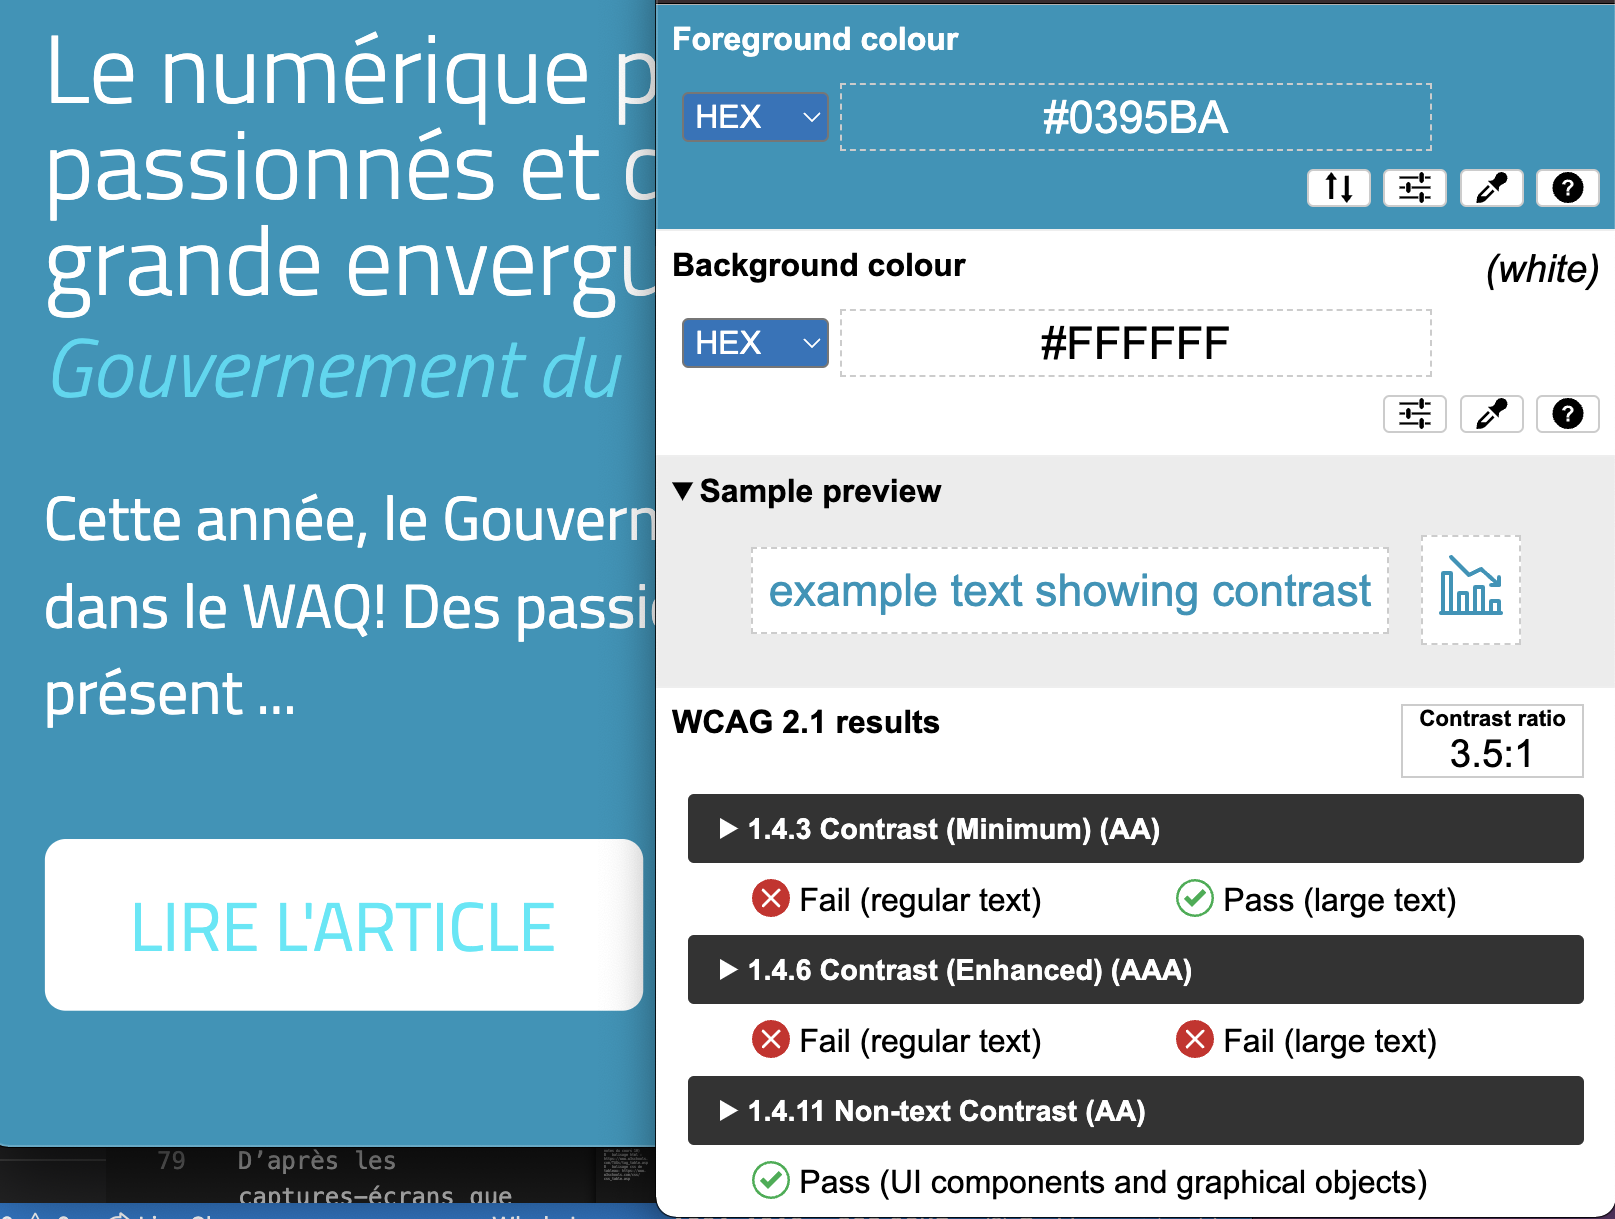 Le numérique p
passionnés et
grande envergu
Gouvernement du
Cette année, le Gouvern
dans le WAQ! Des passi
présent ...
LIRE L'ARTICLE
79 D’après les
captures-écrans que
Foreground colour
HEX #0395BA
Background colour (white)
HEX #FFFFFF
Sample preview
example text showing contrast
WCAG 2.1 results
Contrast ratio
3.5:1
1.4.3 Contrast (Minimum) (AA)
Fail (regular text) Pass (large text)
1.4.6 Contrast (Enhanced) (AAA)
Fail (regular text) Fail (large text)
1.4.11 Non-text Contrast (AA)
Pass (UI components and graphical objects)